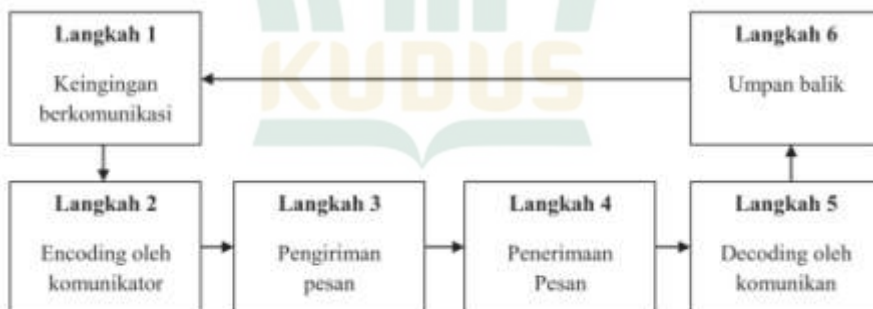 Langkah 1
Keingingan
berkomunikasi
Langkah 6
Umpan balik
KUDUS
Langkah 2
Encoding oleh
komunikator
Langkah 3
Pengiriman
pesan
Langkah 4
Penerimaan
Pesan
Langkah 5
Decoding oleh
komunikan